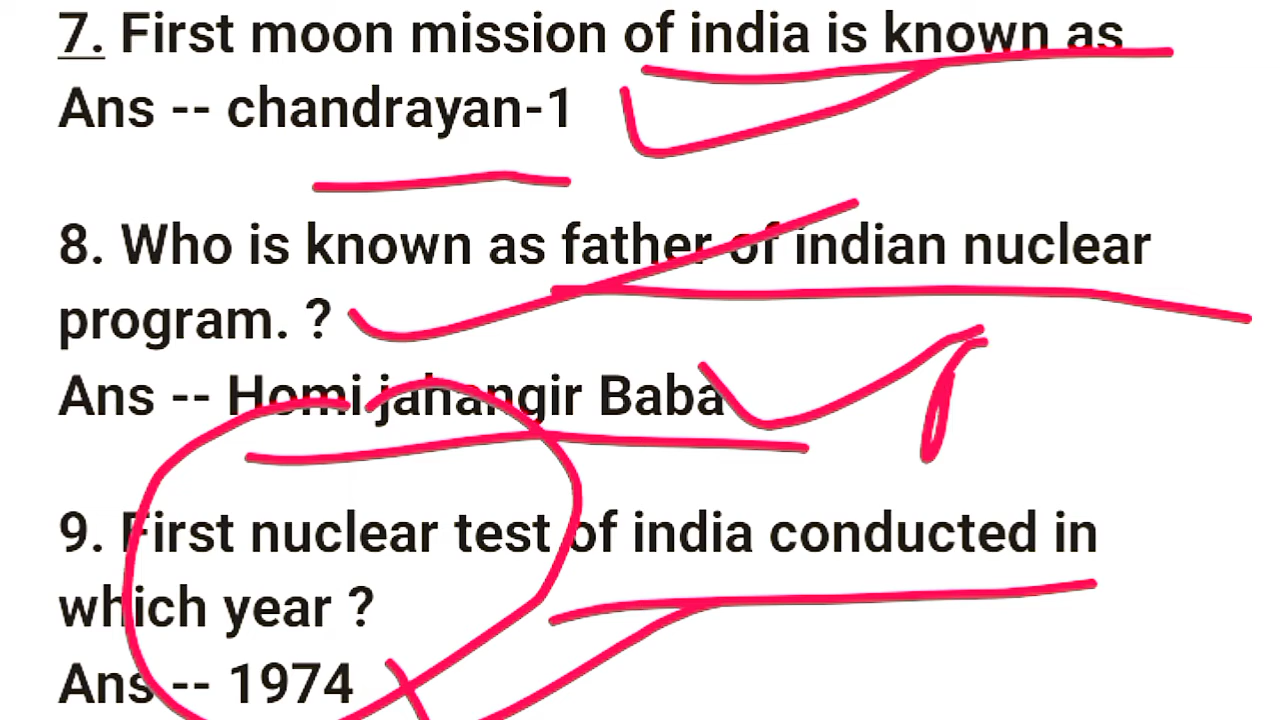 7. First moon mission of india is known as
Ans -- chandrayan-1
8. Who is known as father of indian nuclear
program. ?
Ans -- Homi jahangir Baba
9. First nuclear test of india conducted in
which year ?
Ans -- 1974